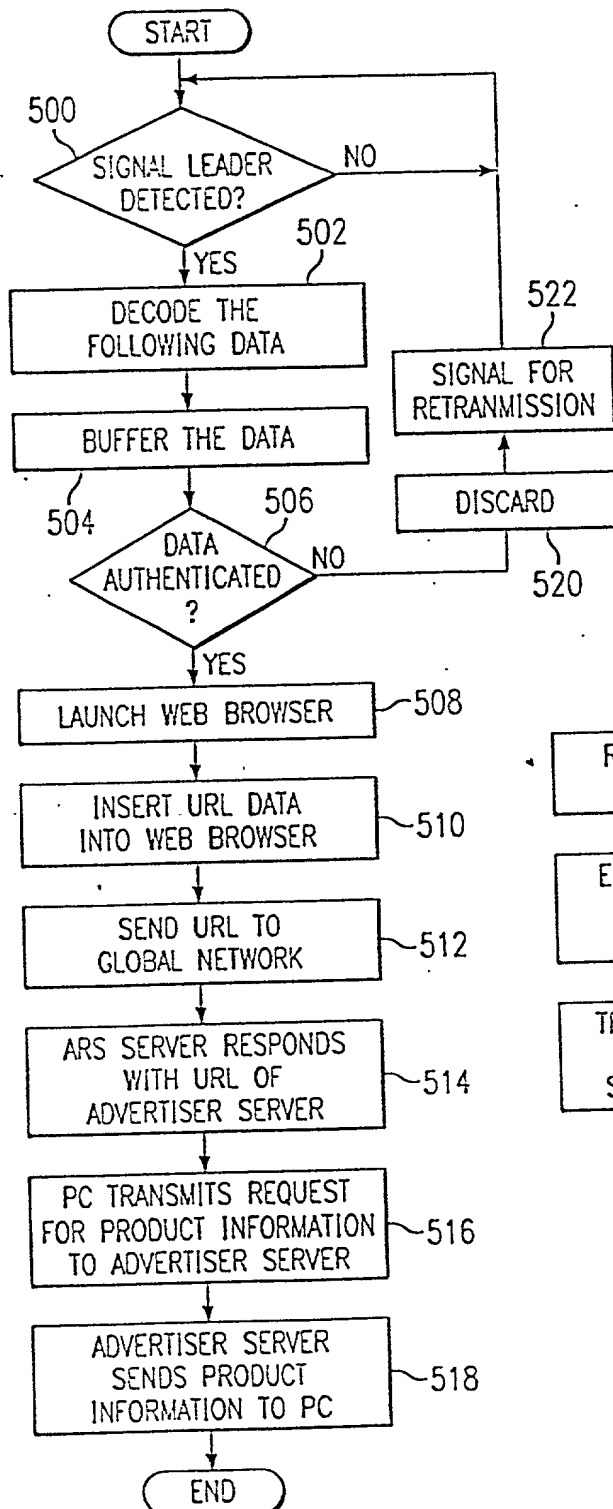 START
500
SIGNAL LEADER
DETECTED?
NO
YES
502
DECODE THE
FOLLOWING DATA
522
SIGNAL FOR
RETRANMISSION
BUFFER THE DATA
504
DISCARD
520
506
DATA
AUTHENTICATED
?
NO
YES
LAUNCH WEB BROWSER
508
INSERT URL DATA
INTO WEB BROWSER
510
SEND URL TO
GLOBAL NETWORK
512
ARS SERVER RESPONDS
WITH URL OF
ADVERTISER SERVER
514
PC TRANSMITS REQUEST
FOR PRODUCT INFORMATION
TO ADVERTISER SERVER
516
ADVERTISER SERVER
SENDS PRODUCT
INFORMATION TO PC
518
END